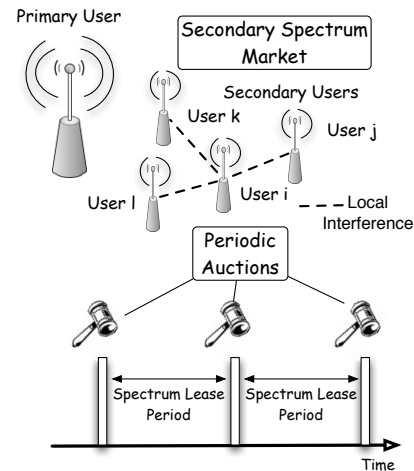 Primary User
Secondary Spectrum
Market
Secondary Users
User k
User j
User l
User i
Local
Interference
Periodic
Auctions
Spectrum Lease
Period
Spectrum Lease
Period
Time